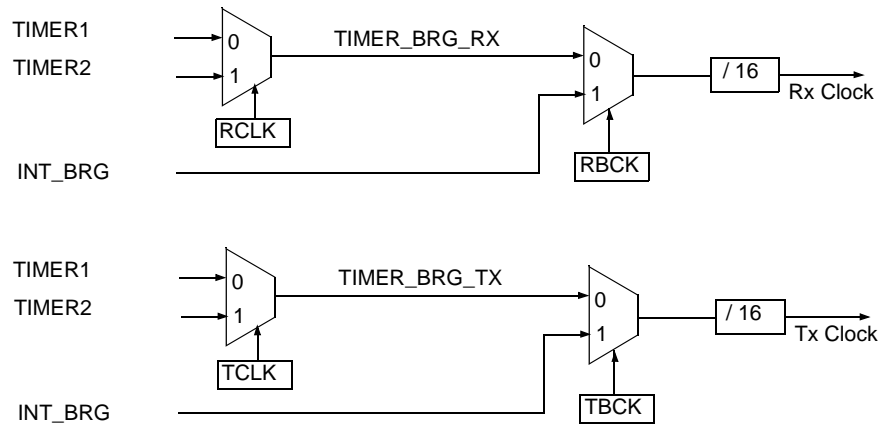 TIMER1
0
TIMER_BRG_RX
TIMER2
1
0
/ 16
1
Rx Clock
RCLK
RBCK
INT_BRG
TIMER1
0
TIMER_BRG_TX
TIMER2
1
0
/ 16
1
Tx Clock
TCLK
TBCK
INT_BRG